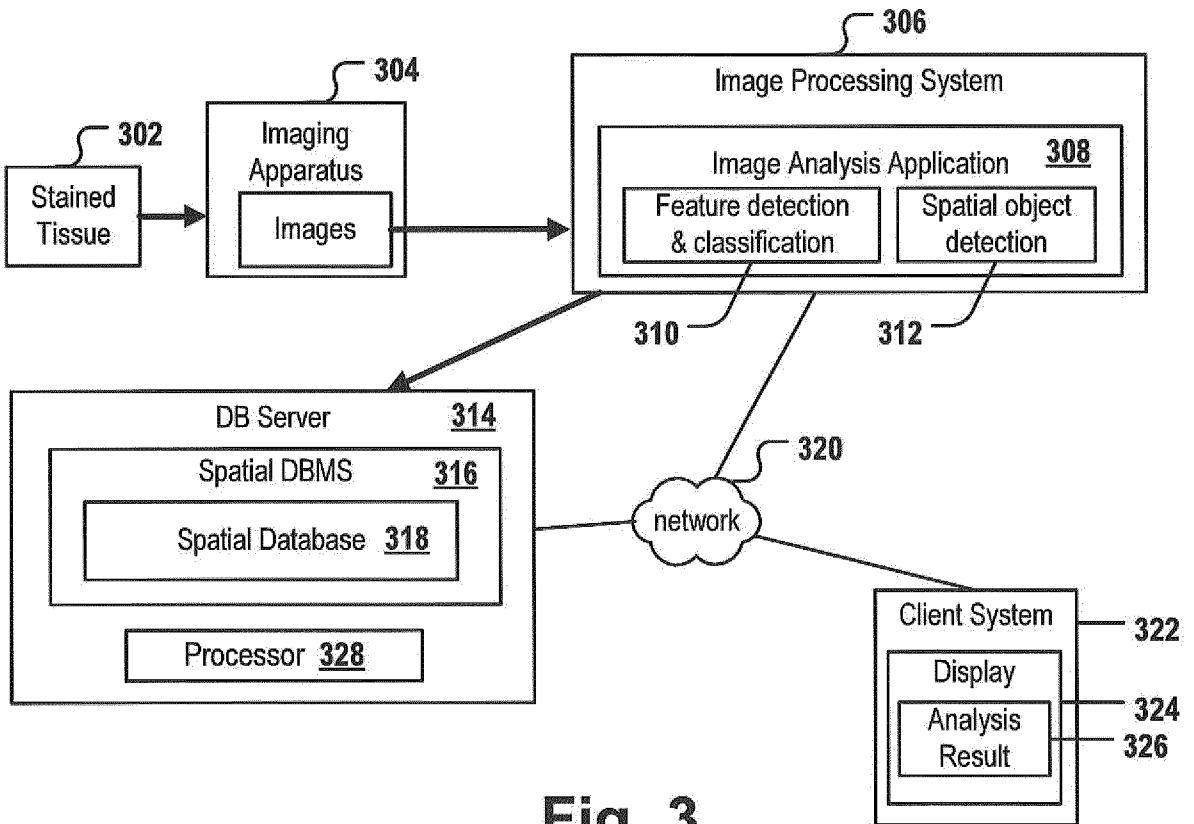 306
Image Processing System
304
Imaging
Apparatus
Images
302
Stained
Tissue
Image Analysis Application 308
Feature detection
& classification
Spatial object
detection
310
312
DB Server 314
Spatial DBMS 316
Spatial Database 318
Processor 328
320
network
Client System
322
Display
324
Analysis
Result
326
Fig. 3